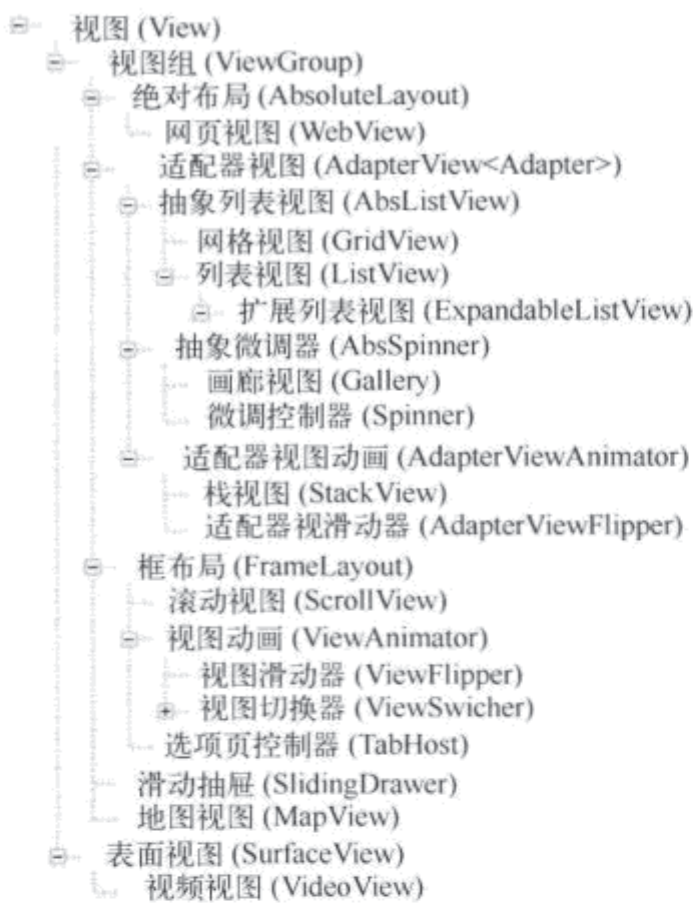 视图 (View)
视图组 (ViewGroup)
绝对布局 (AbsoluteLayout)
网页视图 (WebView)
适配器视图 (AdapterView<Adapter>)
抽象列表视图 (AbsListView)
网格视图 (GridView)
列表视图 (ListView)
扩展列表视图 (ExpandableListView)
抽象微调器 (AbsSpinner)
画廊视图 (Gallery)
微调控制器 (Spinner)
适配器视图动画 (AdapterViewAnimator)
栈视图 (StackView)
适配器视滑动器 (AdapterViewFlipper)
框布局 (FrameLayout)
滚动视图 (ScrollView)
视图动画 (ViewAnimator)
视图滑动器 (ViewFlipper)
视图切换器 (ViewSwicher)
选项页控制器 (TabHost)
滑动抽屉 (SlidingDrawer)
地图视图 (MapView)
表面视图 (SurfaceView)
视频视图 (VideoView)